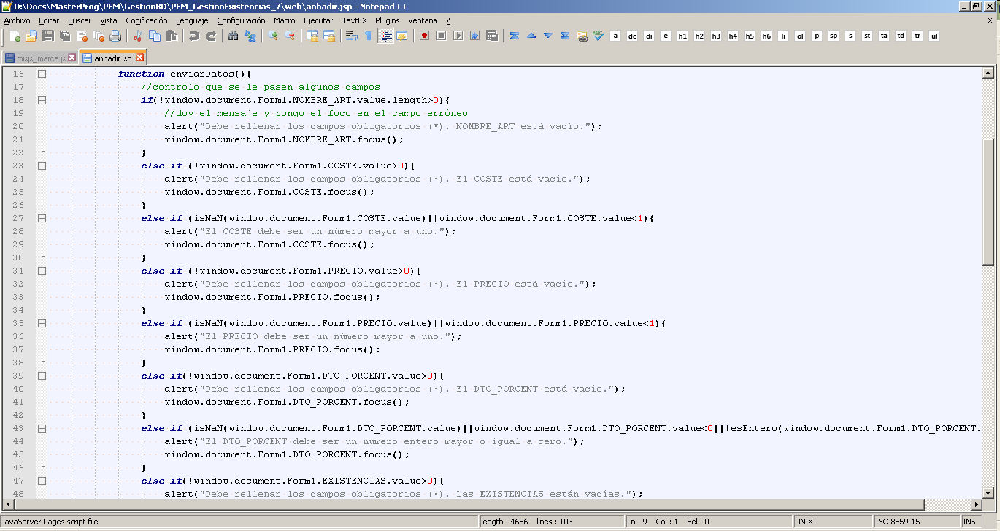 D:\Docs\MasterProg\PFM\GestionBD\PFM_GestionExistencias_7\web\anhadir.jsp - Notepad++
Archivo Editar Buscar Vista Codificación Lenguaje Configuración Macro Ejecutar TextFX Plugins Ventana ? X
a dc di e h1 h2 h3 h4 h5 h6 li ol p sp s st ta td tr ul
misjs_marca.js anhadir.jsp
16 function enviarDatos(){
17 //controlo que se le pasen algunos campos
18 if(!window.document.Form1.NOMBRE_ART.value.length>0){
19 //doy el mensaje y pongo el foco en el campo erróneo
20 alert("Debe rellenar los campos obligatorios (*). NOMBRE_ART está vacío.");
21 window.document.Form1.NOMBRE_ART.focus();
22 }
23 else if (!window.document.Form1.COSTE.value>0){
24 alert("Debe rellenar los campos obligatorios (*). El COSTE está vacío.");
25 window.document.Form1.COSTE.focus();
26 }
27 else if (isNaN(window.document.Form1.COSTE.value)||window.document.Form1.COSTE.value<1){
28 alert("El COSTE debe ser un número mayor a uno.");
29 window.document.Form1.COSTE.focus();
30 }
31 else if (!window.document.Form1.PRECIO.value>0){
32 alert("Debe rellenar los campos obligatorios (*). El PRECIO está vacío.");
33 window.document.Form1.PRECIO.focus();
34 }
35 else if (isNaN(window.document.Form1.PRECIO.value)||window.document.Form1.PRECIO.value<1){
36 alert("El PRECIO debe ser un número mayor a uno.");
37 window.document.Form1.PRECIO.focus();
38 }
39 else if(!window.document.Form1.DTO_PORCENT.value>0){
40 alert("Debe rellenar los campos obligatorios (*). El DTO_PORCENT está vacío.");
41 window.document.Form1.DTO_PORCENT.focus();
42 }
43 else if (isNaN(window.document.Form1.DTO_PORCENT.value)||window.document.Form1.DTO_PORCENT.value<0||!esEntero(window.document.Form1.DTO_PORCENT.
44 alert("El DTO_PORCENT debe ser un número entero mayor o igual a cero.");
45 window.document.Form1.DTO_PORCENT.focus();
46 }
47 else if(!window.document.Form1.EXISTENCIAS.value>0){
48 alert("Debe rellenar los campos obligatorios (*). Las EXISTENCIAS están vacías.");
JavaServer Pages script file length : 4656 lines : 103 Ln : 9 Col : 1 Sel : 0 UNIX ISO 8859-15 INS